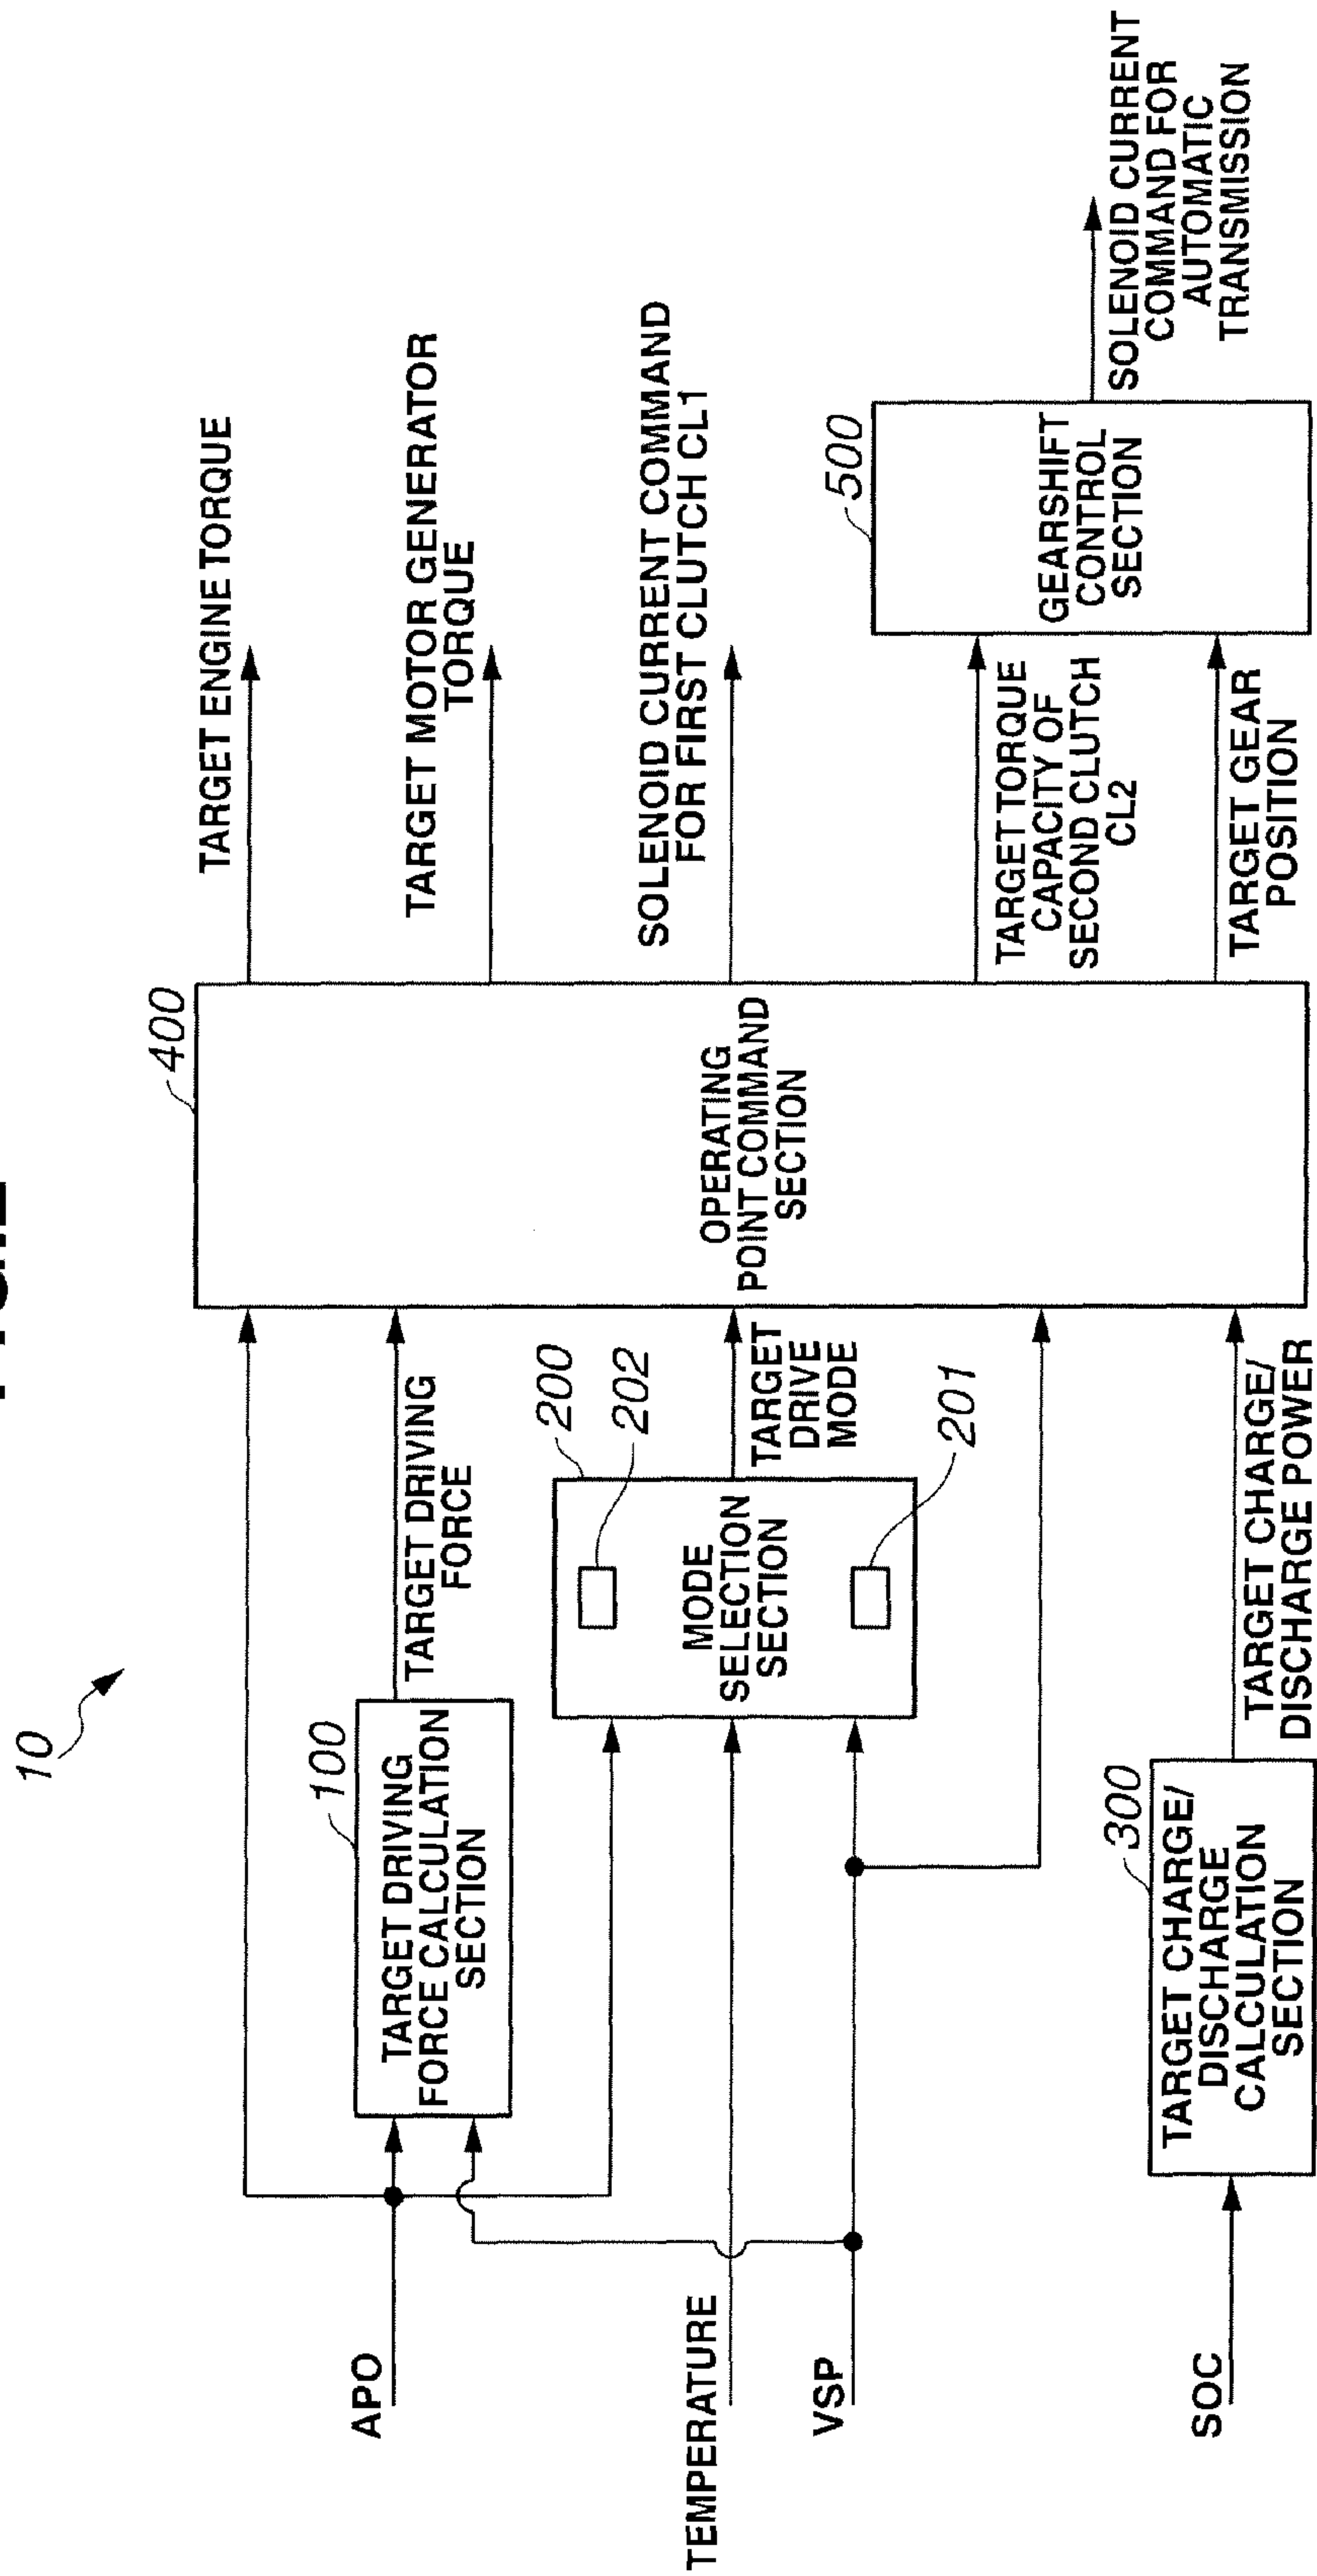 10
APO
TEMPERATURE
VSP
SOC
100
TARGET DRIVING
FORCE CALCULATION
SECTION
TARGET DRIVING
FORCE
200
202
MODE
SELECTION
SECTION
201
TARGET
DRIVE
MODE
300
TARGET CHARGE/
DISCHARGE
CALCULATION
SECTION
TARGET CHARGE/
DISCHARGE POWER
400
OPERATING
POINT COMMAND
SECTION
TARGET ENGINE TORQUE
TARGET MOTOR GENERATOR
TORQUE
SOLENOID CURRENT COMMAND
FOR FIRST CLUTCH CL1
TARGET TORQUE
CAPACITY OF
SECOND CLUTCH
CL2
TARGET GEAR
POSITION
500
GEARSHIFT
CONTROL
SECTION
SOLENOID CURRENT
COMMAND FOR
AUTOMATIC
TRANSMISSION